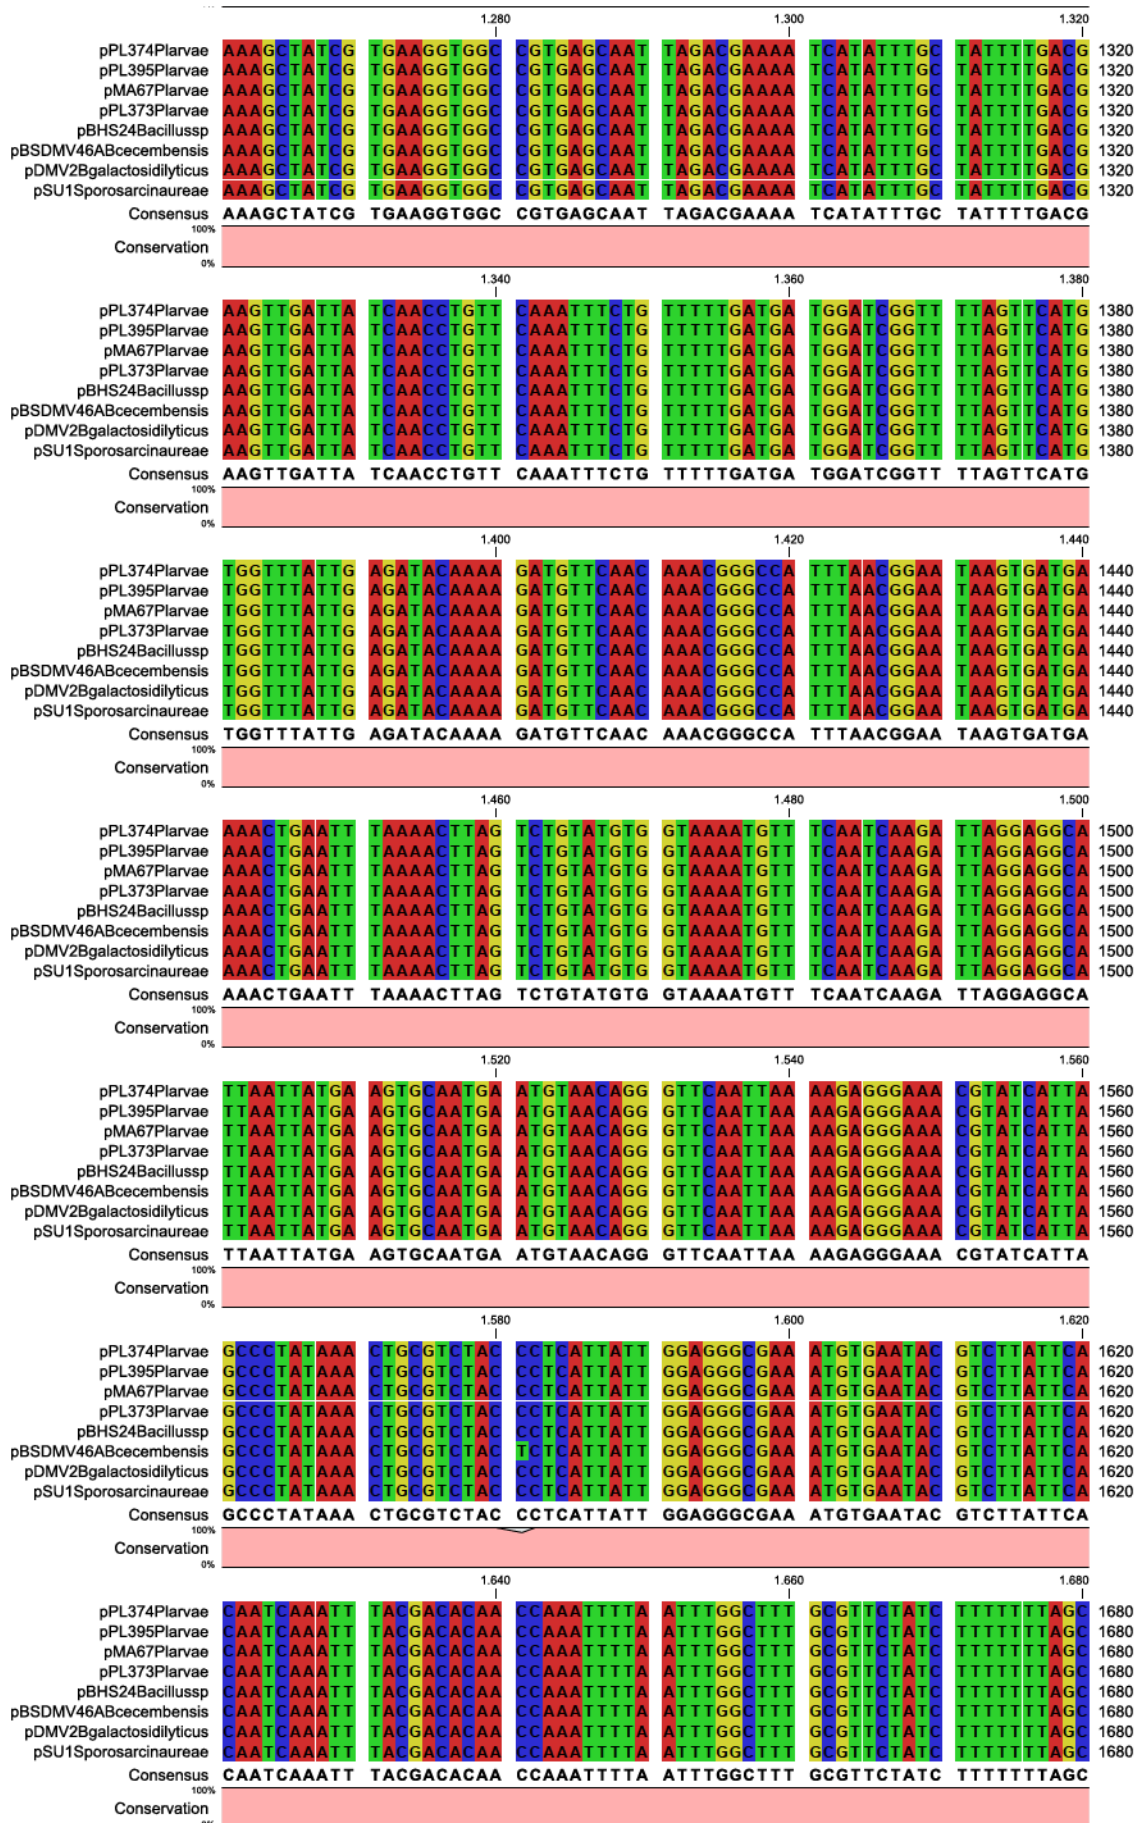 1.280 1.300 1.320
pPL374Plarvae AAAGCTATCG TGAAGGTGGC CGTGAGCAAT TAGACGAAAA TCATATTTGC TATTTTGACG 1320
pPL395Plarvae AAAGCTATCG TGAAGGTGGC CGTGAGCAAT TAGACGAAAA TCATATTTGC TATTTTGACG 1320
pMA67Plarvae AAAGCTATCG TGAAGGTGGC CGTGAGCAAT TAGACGAAAA TCATATTTGC TATTTTGACG 1320
pPL373Plarvae AAAGCTATCG TGAAGGTGGC CGTGAGCAAT TAGACGAAAA TCATATTTGC TATTTTGACG 1320
pBHS24Bacillussp AAAGCTATCG TGAAGGTGGC CGTGAGCAAT TAGACGAAAA TCATATTTGC TATTTTGACG 1320
pBSDMV46ABcecembensis AAAGCTATCG TGAAGGTGGC CGTGAGCAAT TAGACGAAAA TCATATTTGC TATTTTGACG 1320
pDMV2Bgalactosidilyticus AAAGCTATCG TGAAGGTGGC CGTGAGCAAT TAGACGAAAA TCATATTTGC TATTTTGACG 1320
pSU1Sporosarcinaureae AAAGCTATCG TGAAGGTGGC CGTGAGCAAT TAGACGAAAA TCATATTTGC TATTTTGACG 1320
Consensus AAAGCTATCG TGAAGGTGGC CGTGAGCAAT TAGACGAAAA TCATATTTGC TATTTTGACG
100%
Conservation
0%
1.340 1.360 1.380
pPL374Plarvae AAGTTGATTA TCAACCTGTT CAAATTTCTG TTTTTGATGA TGGATCGGTT TTAGTTCATG 1380
pPL395Plarvae AAGTTGATTA TCAACCTGTT CAAATTTCTG TTTTTGATGA TGGATCGGTT TTAGTTCATG 1380
pMA67Plarvae AAGTTGATTA TCAACCTGTT CAAATTTCTG TTTTTGATGA TGGATCGGTT TTAGTTCATG 1380
pPL373Plarvae AAGTTGATTA TCAACCTGTT CAAATTTCTG TTTTTGATGA TGGATCGGTT TTAGTTCATG 1380
pBHS24Bacillussp AAGTTGATTA TCAACCTGTT CAAATTTCTG TTTTTGATGA TGGATCGGTT TTAGTTCATG 1380
pBSDMV46ABcecembensis AAGTTGATTA TCAACCTGTT CAAATTTCTG TTTTTGATGA TGGATCGGTT TTAGTTCATG 1380
pDMV2Bgalactosidilyticus AAGTTGATTA TCAACCTGTT CAAATTTCTG TTTTTGATGA TGGATCGGTT TTAGTTCATG 1380
pSU1Sporosarcinaureae AAGTTGATTA TCAACCTGTT CAAATTTCTG TTTTTGATGA TGGATCGGTT TTAGTTCATG 1380
Consensus AAGTTGATTA TCAACCTGTT CAAATTTCTG TTTTTGATGA TGGATCGGTT TTAGTTCATG
100%
Conservation
0%
1.400 1.420 1.440
pPL374Plarvae TGGTTTATTG AGATACAAAA GATGTTCAAC AAACGGGCCA TTTAACGGAA TAAGTGATGA 1440
pPL395Plarvae TGGTTTATTG AGATACAAAA GATGTTCAAC AAACGGGCCA TTTAACGGAA TAAGTGATGA 1440
pMA67Plarvae TGGTTTATTG AGATACAAAA GATGTTCAAC AAACGGGCCA TTTAACGGAA TAAGTGATGA 1440
pPL373Plarvae TGGTTTATTG AGATACAAAA GATGTTCAAC AAACGGGCCA TTTAACGGAA TAAGTGATGA 1440
pBHS24Bacillussp TGGTTTATTG AGATACAAAA GATGTTCAAC AAACGGGCCA TTTAACGGAA TAAGTGATGA 1440
pBSDMV46ABcecembensis TGGTTTATTG AGATACAAAA GATGTTCAAC AAACGGGCCA TTTAACGGAA TAAGTGATGA 1440
pDMV2Bgalactosidilyticus TGGTTTATTG AGATACAAAA GATGTTCAAC AAACGGGCCA TTTAACGGAA TAAGTGATGA 1440
pSU1Sporosarcinaureae TGGTTTATTG AGATACAAAA GATGTTCAAC AAACGGGCCA TTTAACGGAA TAAGTGATGA 1440
Consensus TGGTTTATTG AGATACAAAA GATGTTCAAC AAACGGGCCA TTTAACGGAA TAAGTGATGA
100%
Conservation
0%
1.460 1.480 1.500
pPL374Plarvae AAACTGAATT TAAAACTTAG TCTGTATGTG GTAAAATGTT TCAATCAAGA TTAGGAGGCA 1500
pPL395Plarvae AAACTGAATT TAAAACTTAG TCTGTATGTG GTAAAATGTT TCAATCAAGA TTAGGAGGCA 1500
pMA67Plarvae AAACTGAATT TAAAACTTAG TCTGTATGTG GTAAAATGTT TCAATCAAGA TTAGGAGGCA 1500
pPL373Plarvae AAACTGAATT TAAAACTTAG TCTGTATGTG GTAAAATGTT TCAATCAAGA TTAGGAGGCA 1500
pBHS24Bacillussp AAACTGAATT TAAAACTTAG TCTGTATGTG GTAAAATGTT TCAATCAAGA TTAGGAGGCA 1500
pBSDMV46ABcecembensis AAACTGAATT TAAAACTTAG TCTGTATGTG GTAAAATGTT TCAATCAAGA TTAGGAGGCA 1500
pDMV2Bgalactosidilyticus AAACTGAATT TAAAACTTAG TCTGTATGTG GTAAAATGTT TCAATCAAGA TTAGGAGGCA 1500
pSU1Sporosarcinaureae AAACTGAATT TAAAACTTAG TCTGTATGTG GTAAAATGTT TCAATCAAGA TTAGGAGGCA 1500
Consensus AAACTGAATT TAAAACTTAG TCTGTATGTG GTAAAATGTT TCAATCAAGA TTAGGAGGCA
100%
Conservation
0%
1.520 1.540 1.560
pPL374Plarvae TTAATTATGA AGTGCAATGA ATGTAACAGG GTTCAATTAA AAGAGGGAAA CGTATCATTA 1560
pPL395Plarvae TTAATTATGA AGTGCAATGA ATGTAACAGG GTTCAATTAA AAGAGGGAAA CGTATCATTA 1560
pMA67Plarvae TTAATTATGA AGTGCAATGA ATGTAACAGG GTTCAATTAA AAGAGGGAAA CGTATCATTA 1560
pPL373Plarvae TTAATTATGA AGTGCAATGA ATGTAACAGG GTTCAATTAA AAGAGGGAAA CGTATCATTA 1560
pBHS24Bacillussp TTAATTATGA AGTGCAATGA ATGTAACAGG GTTCAATTAA AAGAGGGAAA CGTATCATTA 1560
pBSDMV46ABcecembensis TTAATTATGA AGTGCAATGA ATGTAACAGG GTTCAATTAA AAGAGGGAAA CGTATCATTA 1560
pDMV2Bgalactosidilyticus TTAATTATGA AGTGCAATGA ATGTAACAGG GTTCAATTAA AAGAGGGAAA CGTATCATTA 1560
pSU1Sporosarcinaureae TTAATTATGA AGTGCAATGA ATGTAACAGG GTTCAATTAA AAGAGGGAAA CGTATCATTA 1560
Consensus TTAATTATGA AGTGCAATGA ATGTAACAGG GTTCAATTAA AAGAGGGAAA CGTATCATTA
100%
Conservation
0%
1.580 1.600 1.620
pPL374Plarvae GCCCTATAAA CTGCGTCTAC CCTCATTATT GGAGGGCGAA ATGTGAATAC GTCTTATTCA 1620
pPL395Plarvae GCCCTATAAA CTGCGTCTAC CCTCATTATT GGAGGGCGAA ATGTGAATAC GTCTTATTCA 1620
pMA67Plarvae GCCCTATAAA CTGCGTCTAC CCTCATTATT GGAGGGCGAA ATGTGAATAC GTCTTATTCA 1620
pPL373Plarvae GCCCTATAAA CTGCGTCTAC CCTCATTATT GGAGGGCGAA ATGTGAATAC GTCTTATTCA 1620
pBHS24Bacillussp GCCCTATAAA CTGCGTCTAC CCTCATTATT GGAGGGCGAA ATGTGAATAC GTCTTATTCA 1620
pBSDMV46ABcecembensis GCCCTATAAA CTGCGTCTAC TCTCATTATT GGAGGGCGAA ATGTGAATAC GTCTTATTCA 1620
pDMV2Bgalactosidilyticus GCCCTATAAA CTGCGTCTAC CCTCATTATT GGAGGGCGAA ATGTGAATAC GTCTTATTCA 1620
pSU1Sporosarcinaureae GCCCTATAAA CTGCGTCTAC CCTCATTATT GGAGGGCGAA ATGTGAATAC GTCTTATTCA 1620
Consensus GCCCTATAAA CTGCGTCTAC CCTCATTATT GGAGGGCGAA ATGTGAATAC GTCTTATTCA
100%
Conservation
0%
1.640 1.660 1.680
pPL374Plarvae CAATCAAATT TACGACACAA CCAAATTTTA ATTTGGCTTT GCGTTCTATC TTTTTTTAGC 1680
pPL395Plarvae CAATCAAATT TACGACACAA CCAAATTTTA ATTTGGCTTT GCGTTCTATC TTTTTTTAGC 1680
pMA67Plarvae CAATCAAATT TACGACACAA CCAAATTTTA ATTTGGCTTT GCGTTCTATC TTTTTTTAGC 1680
pPL373Plarvae CAATCAAATT TACGACACAA CCAAATTTTA ATTTGGCTTT GCGTTCTATC TTTTTTTAGC 1680
pBHS24Bacillussp CAATCAAATT TACGACACAA CCAAATTTTA ATTTGGCTTT GCGTTCTATC TTTTTTTAGC 1680
pBSDMV46ABcecembensis CAATCAAATT TACGACACAA CCAAATTTTA ATTTGGCTTT GCGTTCTATC TTTTTTTAGC 1680
pDMV2Bgalactosidilyticus CAATCAAATT TACGACACAA CCAAATTTTA ATTTGGCTTT GCGTTCTATC TTTTTTTAGC 1680
pSU1Sporosarcinaureae CAATCAAATT TACGACACAA CCAAATTTTA ATTTGGCTTT GCGTTCTATC TTTTTTTAGC 1680
Consensus CAATCAAATT TACGACACAA CCAAATTTTA ATTTGGCTTT GCGTTCTATC TTTTTTTAGC
100%
Conservation